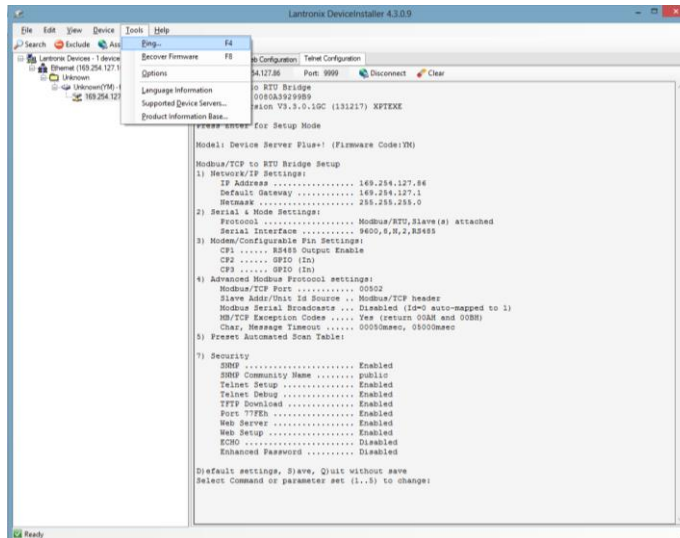 Lantronix DeviceInstaller 4.3.0.9
File Edit View Device Tools Help
Search Exclude
Ping... F4
Recover Firmware F8
Options
Language Information
Supported Device Servers...
Product Information Base...
Lantronix Devices - 1 device
Ethernet (169.254.127.1
Unknown
Unknown(YM) -
169.254.127
Web Configuration Telnet Configuration
54.127.86 Port: 9999 Disconnect Clear
to RTU Bridge
0080A39299B9
sion V3.3.0.1GC (131217) XPTEXE
Press Enter for Setup Mode
Model: Device Server Plus+! (Firmware Code:YM)
Modbus/TCP to RTU Bridge Setup
1) Network/IP Settings:
IP Address ................. 169.254.127.86
Default Gateway ............ 169.254.127.1
Netmask .................... 255.255.255.0
2) Serial & Mode Settings:
Protocol ................... Modbus/RTU,Slave(s) attached
Serial Interface ........... 9600,8,N,2,RS485
3) Modem/Configurable Pin Settings:
CP1 ...... RS485 Output Enable
CP2 ...... GPIO (In)
CP3 ...... GPIO (In)
4) Advanced Modbus Protocol settings:
Modbus/TCP Port ............ 00502
Slave Addr/Unit Id Source .. Modbus/TCP header
Modbus Serial Broadcasts ... Disabled (Id=0 auto-mapped to 1)
MB/TCP Exception Codes ..... Yes (return 00AH and 00BH)
Char, Message Timeout ...... 00050msec, 05000msec
5) Preset Automated Scan Table:
7) Security
SNMP ....................... Enabled
SNMP Community Name ........ public
Telnet Setup ............... Enabled
Telnet Debug ............... Enabled
TFTP Download .............. Enabled
Port 77FEh ................. Enabled
Web Server ................. Enabled
Web Setup .................. Enabled
ECHO ....................... Disabled
Enhanced Password .......... Disabled
D)efault settings, S)ave, Q)uit without save
Select Command or parameter set (1..5) to change:
Ready